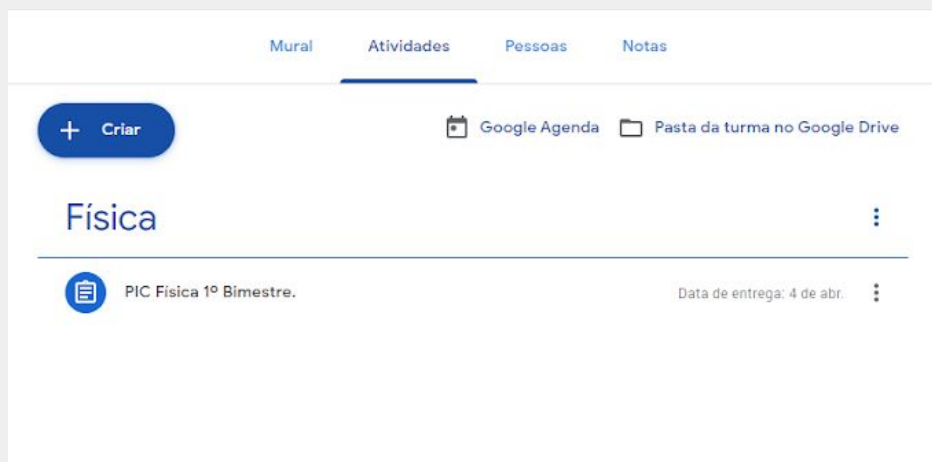 Mural Atividades Pessoas Notas
+ Criar Google Agenda Pasta da turma no Google Drive
Física
PIC Física 1º Bimestre. Data de entrega: 4 de abr.